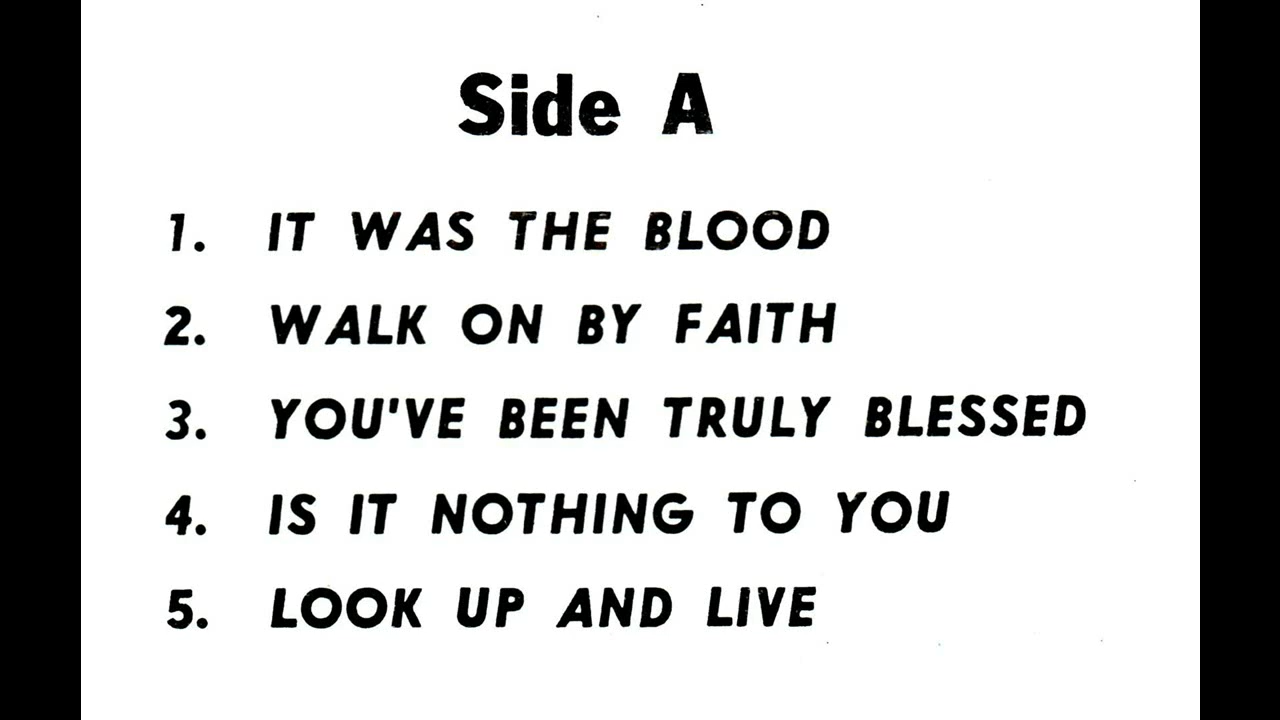 Side A
1. IT WAS THE BLOOD
2. WALK ON BY FAITH
3. YOU'VE BEEN TRULY BLESSED
4. IS IT NOTHING TO YOU
5. LOOK UP AND LIVE